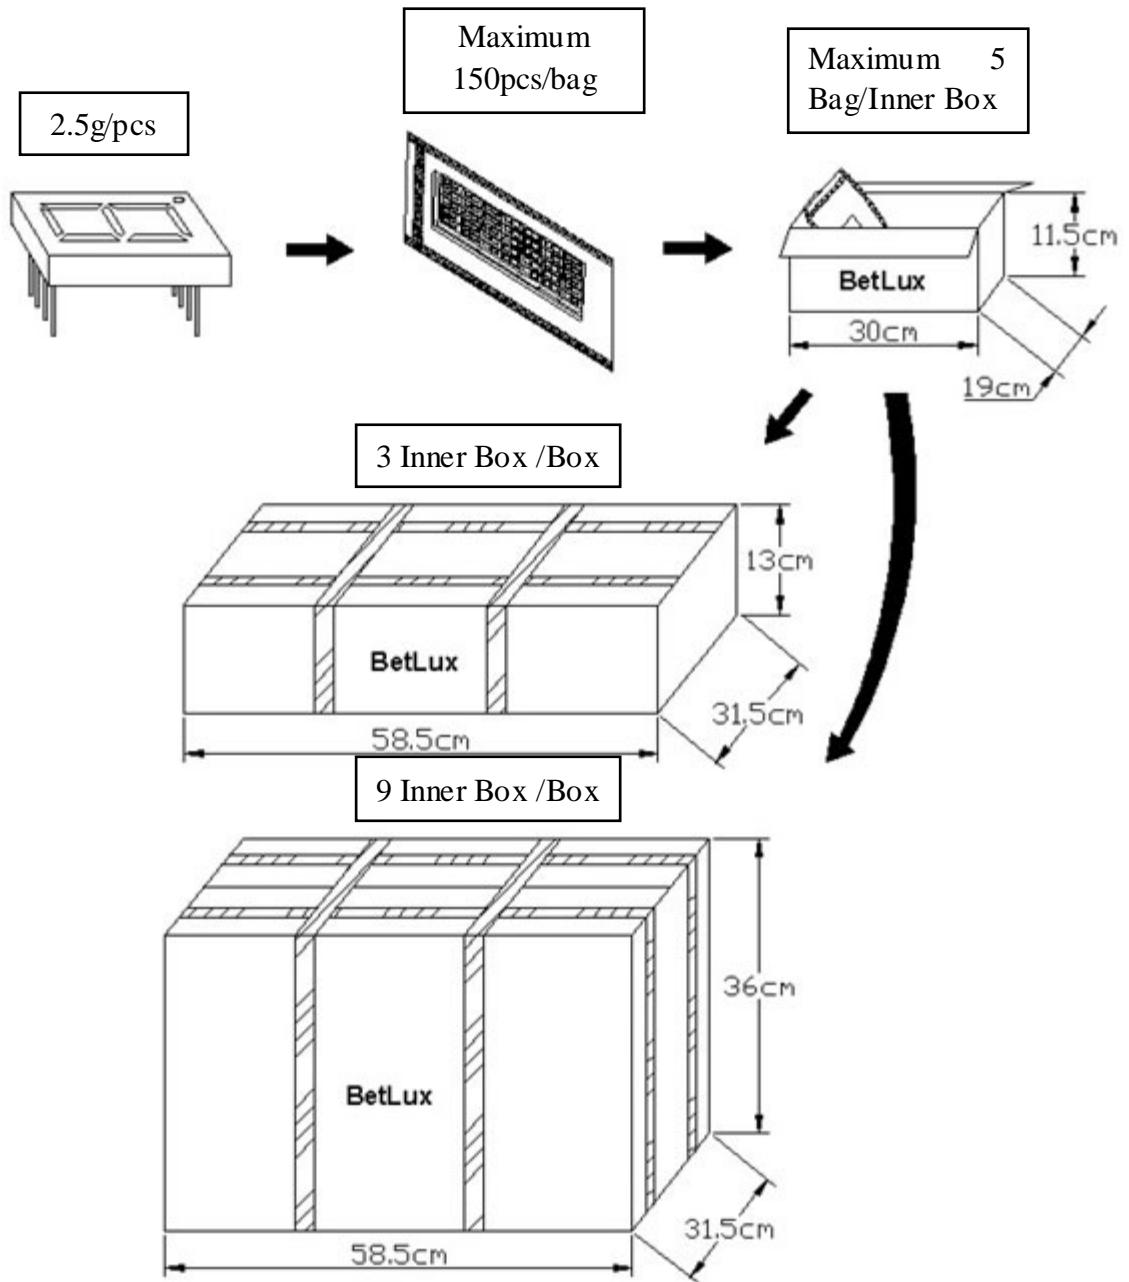 2.5g/pcs
Maximum
150pcs/bag
Maximum 5
Bag/Inner Box
11.5cm
BetLux
30cm
19cm
3 Inner Box /Box
13cm
BetLux
31.5cm
58.5cm
9 Inner Box /Box
36cm
BetLux
31.5cm
58.5cm